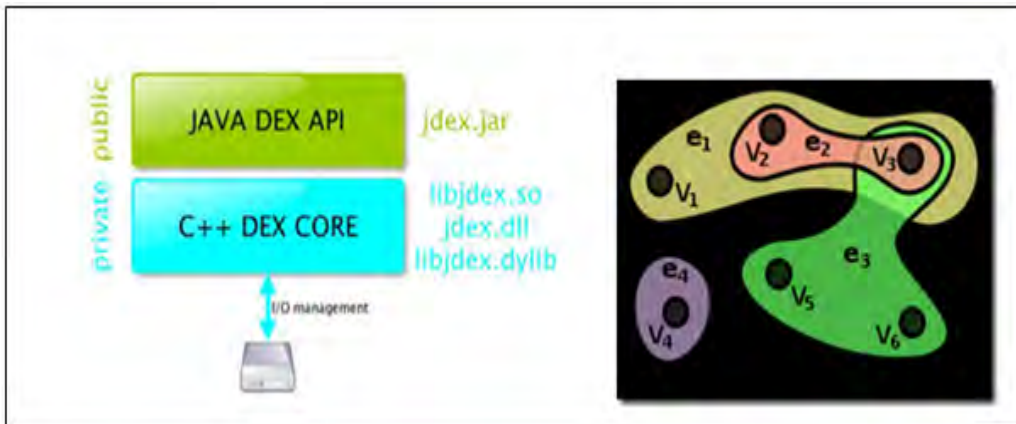 public
JAVA DEX API
jdex.jar
private
C++ DEX CORE
libjdex.so
jdex.dll
libjdex.dylib
I/O management
e1
V2
e2
V3
V1
e3
e4
V5
V4
V6